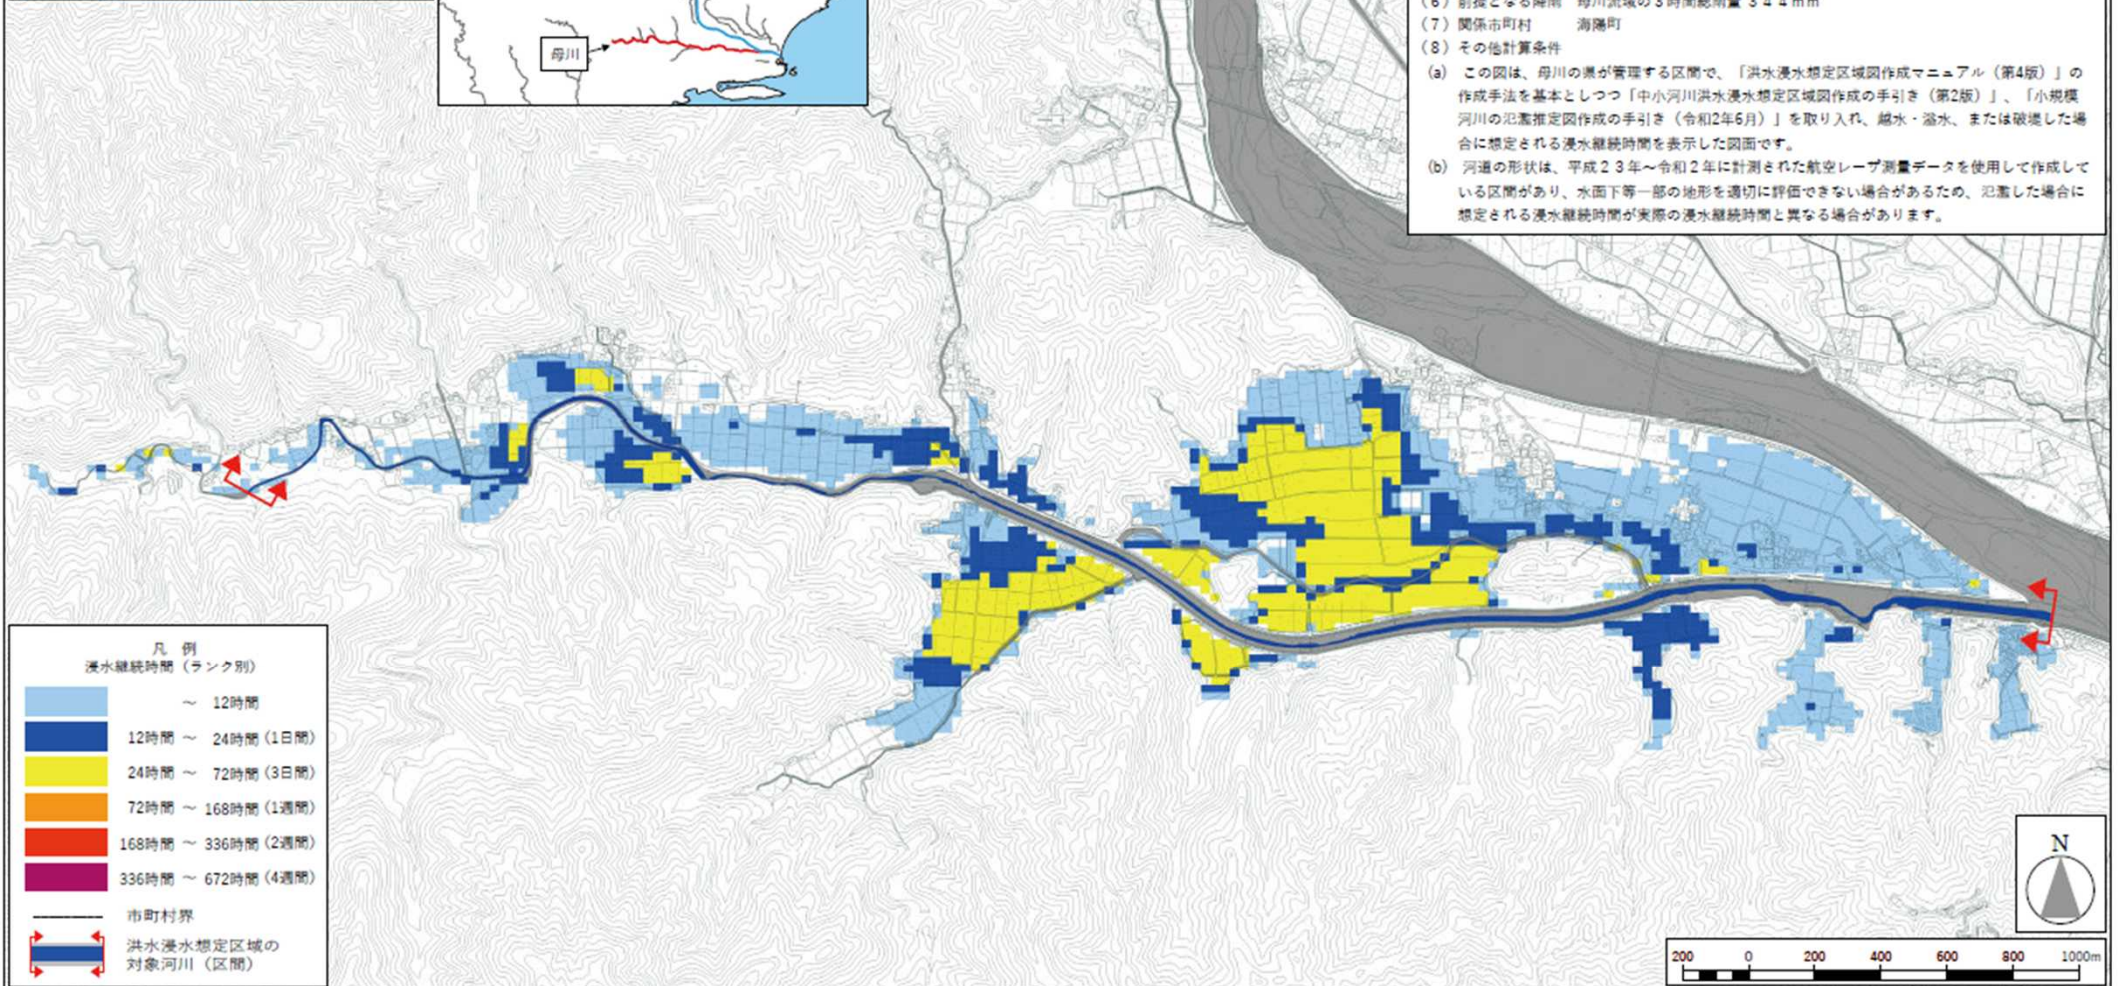 母川
(6) 前提となる降雨 母川流域の3時間総雨量 344mm
(7) 関係市町村 海陽町
(8) その他計算条件
(a) この図は、母川の県が管理する区間で、「洪水浸水想定区域図作成マニュアル（第4版）」の
作成手法を基本としつつ「中小河川洪水浸水想定区域図作成の手引き（第2版）」、「小規模
河川の氾濫推定図作成の手引き（令和2年6月）」を取り入れ、越水・溢水、または破堤した場
合に想定される浸水継続時間を表示した図面です。
(b) 河道の形状は、平成23年～令和2年に計測された航空レーザ測量データを使用して作成して
いる区間があり、水面下等一部の地形を適切に評価できない場合があるため、氾濫した場合に
想定される浸水継続時間が実際の浸水継続時間と異なる場合があります。
凡 例
浸水継続時間（ランク別）
～ 12時間
12時間 ～ 24時間(1日間)
24時間 ～ 72時間(3日間)
72時間 ～ 168時間(1週間)
168時間 ～ 336時間(2週間)
336時間 ～ 672時間(4週間)
市町村界
洪水浸水想定区域の
対象河川（区間）
N
200 0 200 400 600 800 1000m